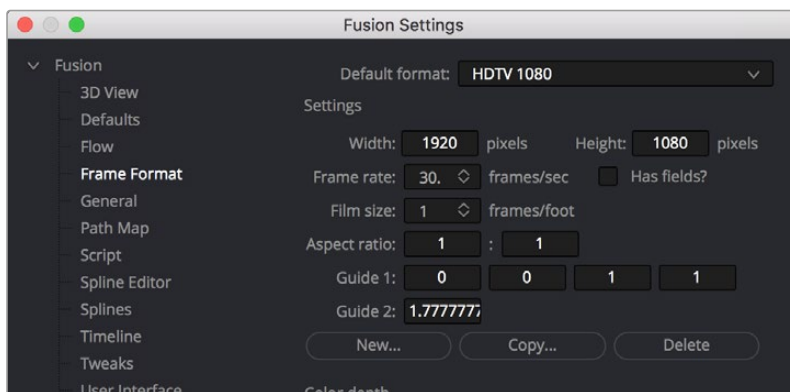 Fusion Settings
Fusion
3D View
Defaults
Flow
Frame Format
General
Path Map
Script
Spline Editor
Splines
Timeline
Tweaks
User Interface
Default format: HDTV 1080
Settings
Width: 1920 pixels Height: 1080 pixels
Frame rate: 30. frames/sec Has fields?
Film size: 1 frames/foot
Aspect ratio: 1 : 1
Guide 1: 0 0 1 1
Guide 2: 1.7777777
New... Copy... Delete
Color depth